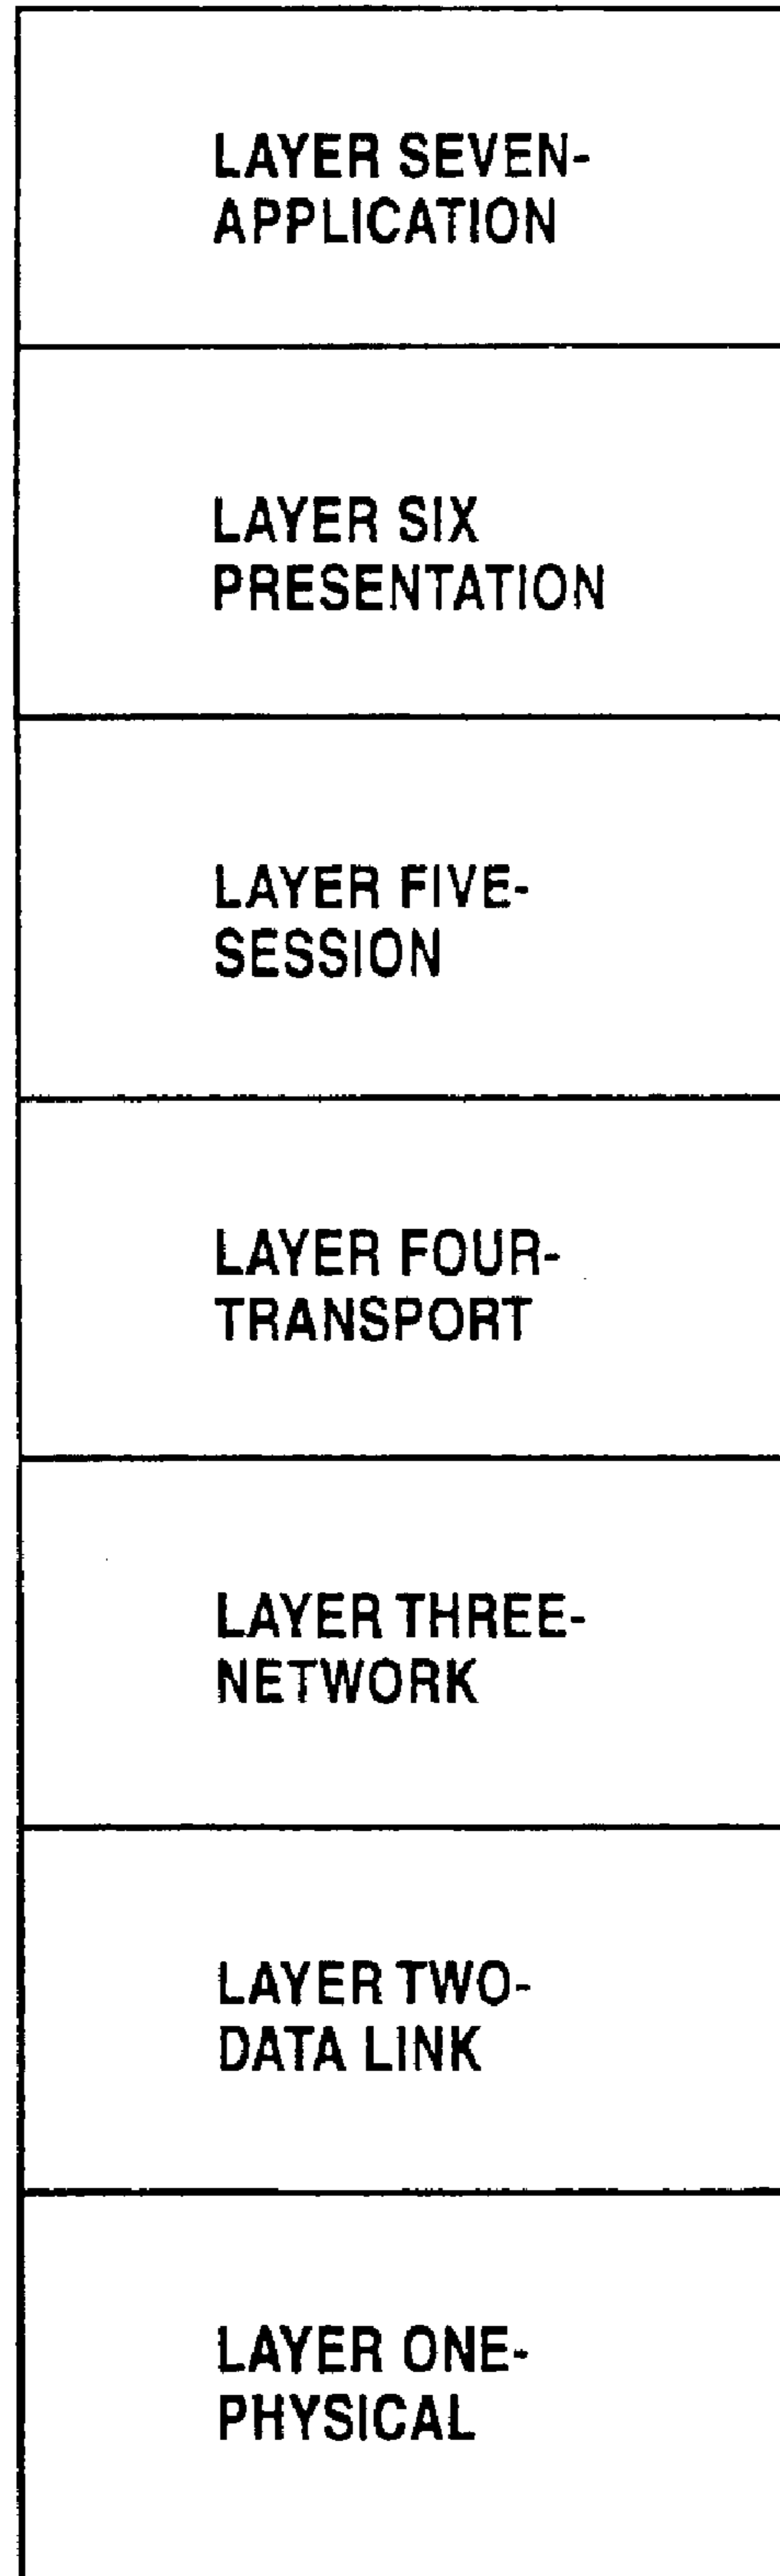 LAYER SEVEN-
APPLICATION
LAYER SIX
PRESENTATION
LAYER FIVE-
SESSION
LAYER FOUR-
TRANSPORT
LAYER THREE-
NETWORK
LAYER TWO-
DATA LINK
LAYER ONE-
PHYSICAL